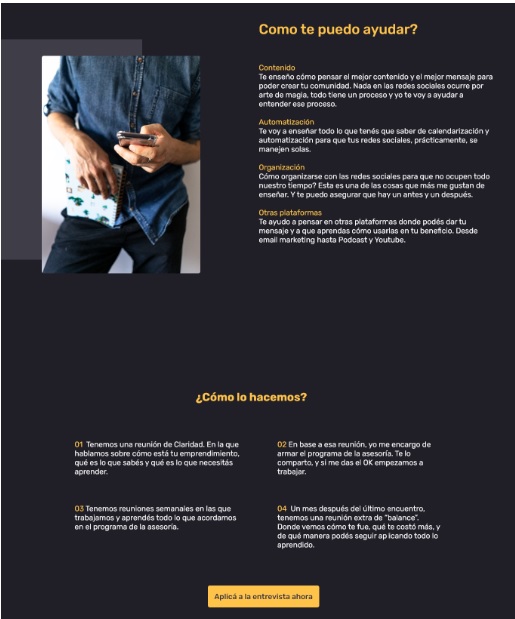 Como te puedo ayudar?
Contenido
Te enseño cómo pensar el mejor contenido y el mejor mensaje para
poder crear tu comunidad. Nada en las redes sociales ocurre por
arte de magia, todo tiene un proceso y yo te voy a ayudar a
entender ese proceso.
Automatización
Te voy a enseñar todo lo que tenés que saber de calendarización y
automatización para que tus redes sociales, prácticamente, se
manejen solas.
Organización
Cómo organizarse con las redes sociales para que no ocupen todo
nuestro tiempo? Esta es una de las cosas que más me gustan de
enseñar. Y te puedo asegurar que hay un antes y un después.
Otras plataformas
Te ayudo a pensar en otras plataformas donde podés dar tu
mensaje y a que aprendas cómo usarlas en tu beneficio. Desde
email marketing hasta Podcast y Youtube.
¿Cómo lo hacemos?
01 Tenemos una reunión de Claridad. En la que
hablamos sobre cómo está tu emprendimiento,
qué es lo que sabés y qué es lo que necesitás
aprender.
02 En base a esa reunión, yo me encargo de
armar el programa de la asesoría. Te lo
comparto, y si me das el OK empezamos a
trabajar.
03 Tenemos reuniones semanales en las que
trabajamos y aprendés todo lo que acordamos
en el programa de la asesoría.
04 Un mes después del último encuentro,
tenemos una reunión extra de "balance".
Donde vemos cómo te fue, qué te costó más, y
de qué manera podés seguir aplicando todo lo
aprendido.
Aplicá a la entrevista ahora